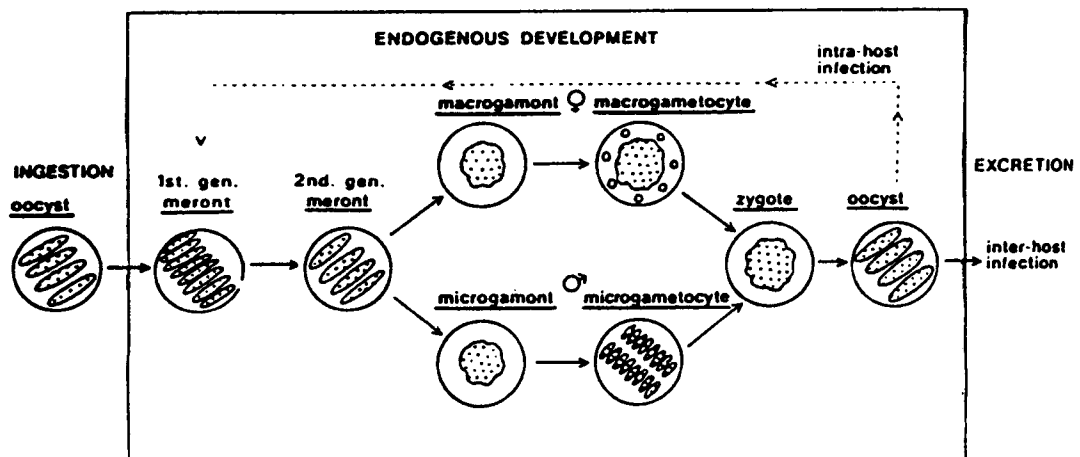 ENDOGENOUS DEVELOPMENT
intra-host
infection
macrogamont ♀ macrogametocyte
INGESTION
oocyst
1st. gen.
meront
2nd. gen.
meront
zygote
oocyst
EXCRETION
inter-host
infection
microgamont ♂ microgametocyte